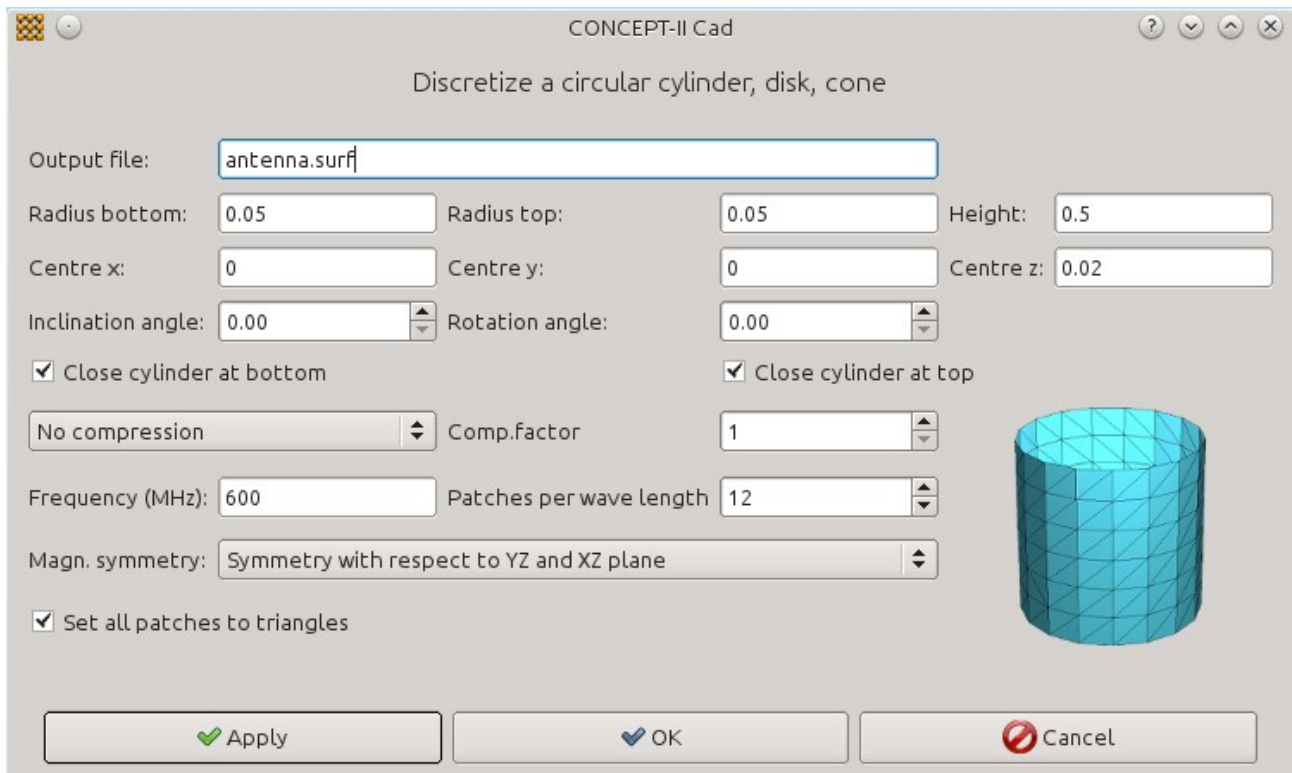 CONCEPT-II Cad
Discretize a circular cylinder, disk, cone
Output file: antenna.surf
Radius bottom: 0.05 Radius top: 0.05 Height: 0.5
Centre x: 0 Centre y: 0 Centre z: 0.02
Inclination angle: 0.00 Rotation angle: 0.00
Close cylinder at bottom Close cylinder at top
No compression Comp.factor 1
Frequency (MHz): 600 Patches per wave length 12
Magn. symmetry: Symmetry with respect to YZ and XZ plane
Set all patches to triangles
Apply OK Cancel